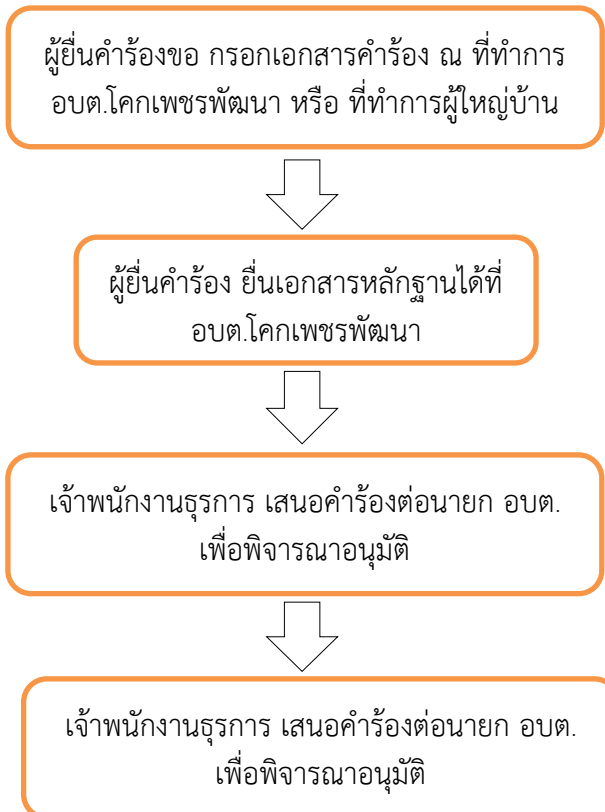 ผู้ยื่นคำร้องขอ กรอกเอกสารคำร้อง ณ ที่ทำการ
อบต.โคกเพชรพัฒนา หรือ ที่ทำการผู้ใหญ่บ้าน
ผู้ยื่นคำร้อง ยื่นเอกสารหลักฐานได้ที่
อบต.โคกเพชรพัฒนา
เจ้าพนักงานธุรการ เสนอคำร้องต่อนายก อบต.
เพื่อพิจารณาอนุมัติ
เจ้าพนักงานธุรการ เสนอคำร้องต่อนายก อบต.
เพื่อพิจารณาอนุมัติ